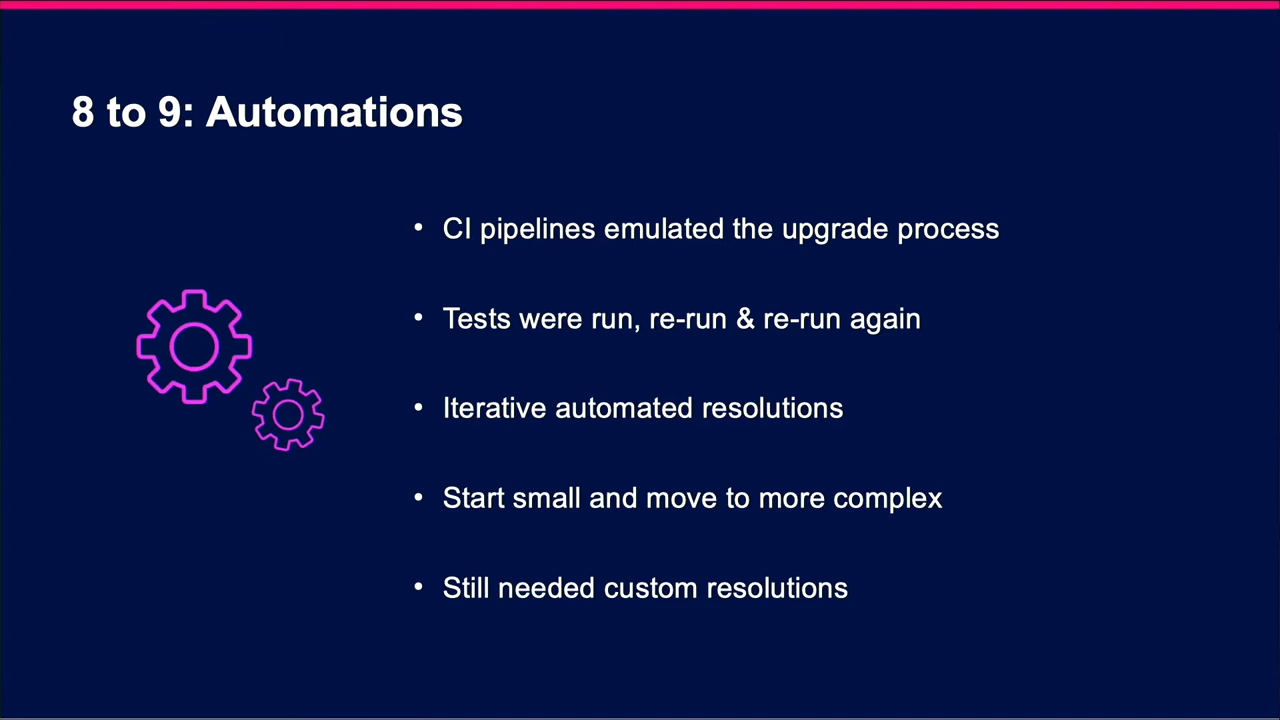 8 to 9: Automations
• CI pipelines emulated the upgrade process
• Tests were run, re-run & re-run again
• Iterative automated resolutions
• Start small and move to more complex
• Still needed custom resolutions